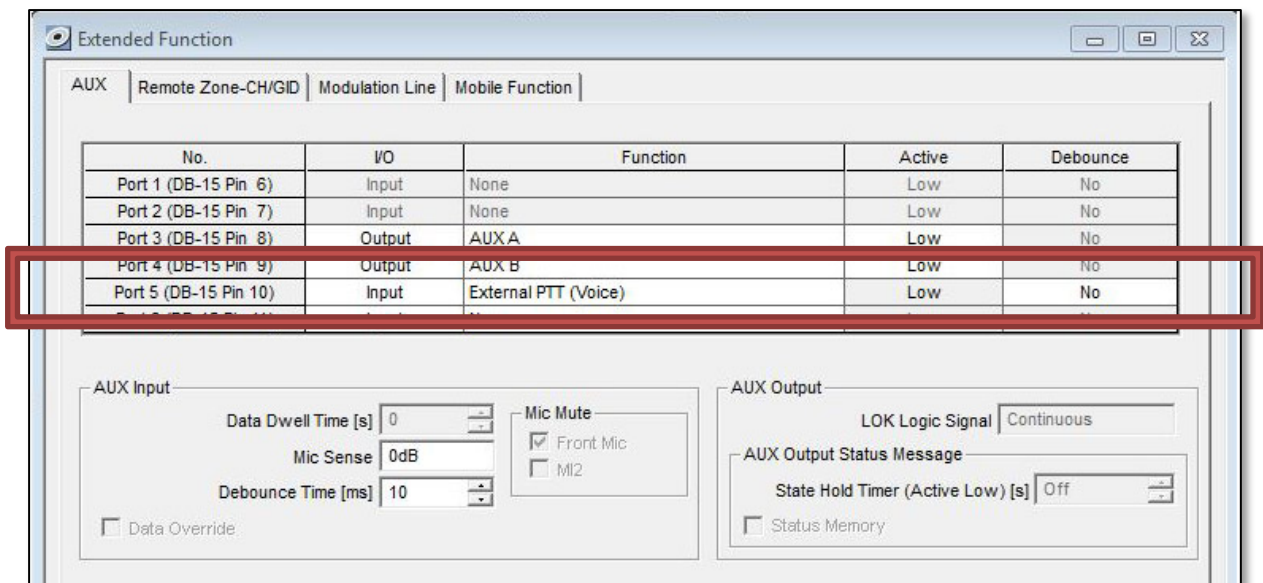 Extended Function
AUX Remote Zone-CH/GID Modulation Line Mobile Function
No. I/O Function Active Debounce
Port 1 (DB-15 Pin 6) Input None Low No
Port 2 (DB-15 Pin 7) Input None Low No
Port 3 (DB-15 Pin 8) Output AUX A Low No
Port 4 (DB-15 Pin 9) Output AUX B Low No
Port 5 (DB-15 Pin 10) Input External PTT (Voice) Low No
AUX Input
Data Dwell Time [s] 0
Mic Sense 0dB
Debounce Time [ms] 10
Data Override
Mic Mute
Front Mic
MI2
AUX Output
LOK Logic Signal Continuous
AUX Output Status Message
State Hold Timer (Active Low) [s] Off
Status Memory